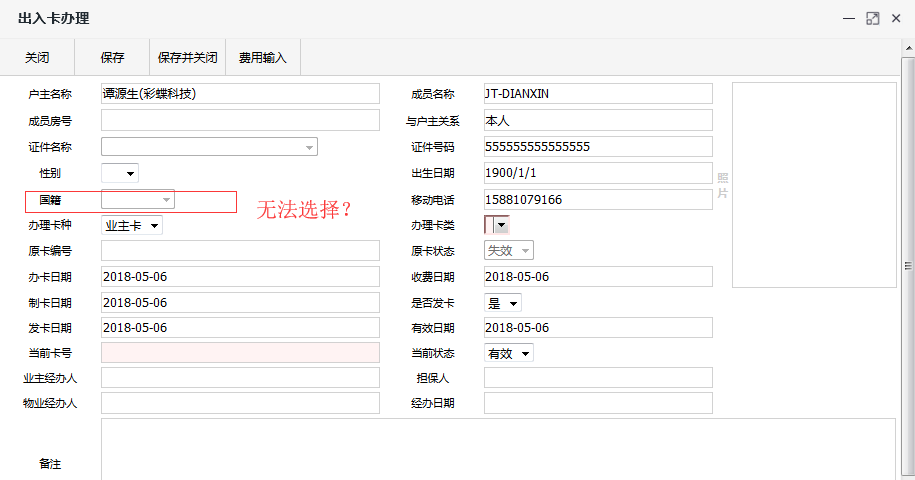 出入卡办理
关闭 保存 保存并关闭 费用输入
户主名称 谭源生(彩蝶科技) 成员名称 JT-DIANXIN
成员房号 与户主关系 本人
证件名称 证件号码 555555555555555
性别 出生日期 1900/1/1 照片
国籍 无法选择？ 移动电话 15881079166
办理卡种 业主卡 办理卡类
原卡编号 原卡状态 失效
办卡日期 2018-05-06 收费日期 2018-05-06
制卡日期 2018-05-06 是否发卡 是
发卡日期 2018-05-06 有效日期 2018-05-06
当前卡号 当前状态 有效
业主经办人 担保人
物业经办人 经办日期
备注